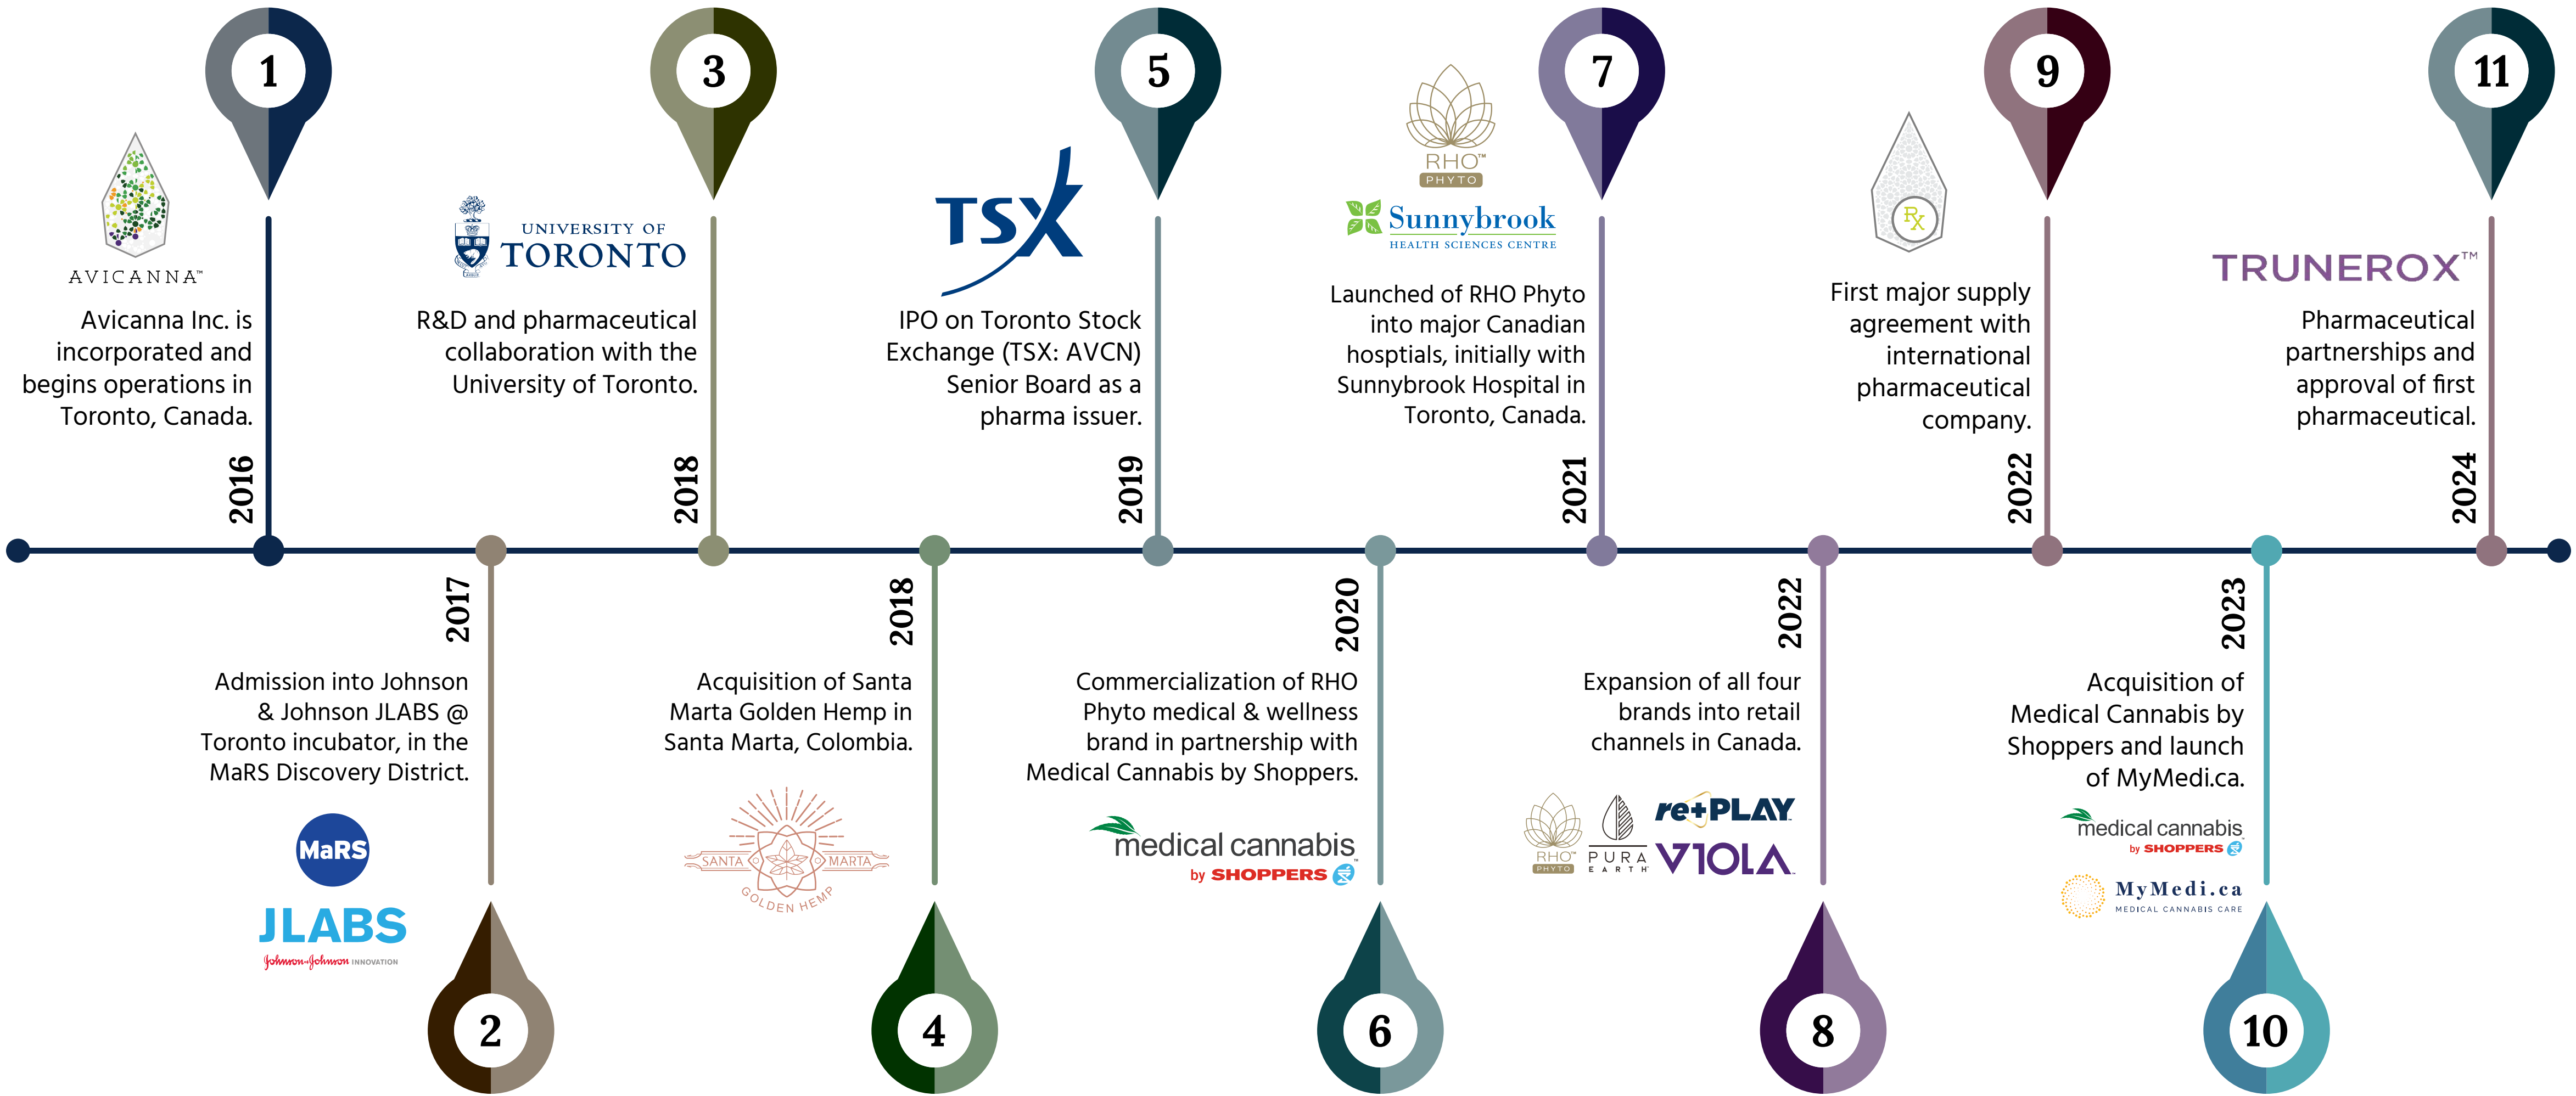 1
AVICANNA™
Avicanna Inc. is
incorporated and
begins operations in
Toronto, Canada.
2016
2017
Admission into Johnson
& Johnson JLABS @
Toronto incubator, in the
MaRS Discovery District.
MaRS
JLABS
Johnson&Johnson INNOVATION
2
3
UNIVERSITY OF
TORONTO
R&D and pharmaceutical
collaboration with the
University of Toronto.
2018
2018
Acquisition of Santa
Marta Golden Hemp in
Santa Marta, Colombia.
SANTA MARTA
GOLDEN HEMP
4
5
TSX
IPO on Toronto Stock
Exchange (TSX: AVCN)
Senior Board as a
pharma issuer.
2019
2020
Commercialization of RHO
Phyto medical & wellness
brand in partnership with
Medical Cannabis by Shoppers.
medical cannabis™
by SHOPPERS
6
7
RHO™
PHYTO
Sunnybrook
HEALTH SCIENCES CENTRE
Launched of RHO Phyto
into major Canadian
hosptials, initially with
Sunnybrook Hospital in
Toronto, Canada.
2021
2022
Expansion of all four
brands into retail
channels in Canada.
RHO™
PHYTO
PURA
EARTH
re+PLAY
VIOLA
8
9
Rx
First major supply
agreement with
international
pharmaceutical
company.
2022
2023
Acquisition of
Medical Cannabis by
Shoppers and launch
of MyMedi.ca.
medical cannabis
by SHOPPERS
MyMedi.ca
MEDICAL CANNABIS CARE
10
11
TRUNEROX™
Pharmaceutical
partnerships and
approval of first
pharmaceutical.
2024